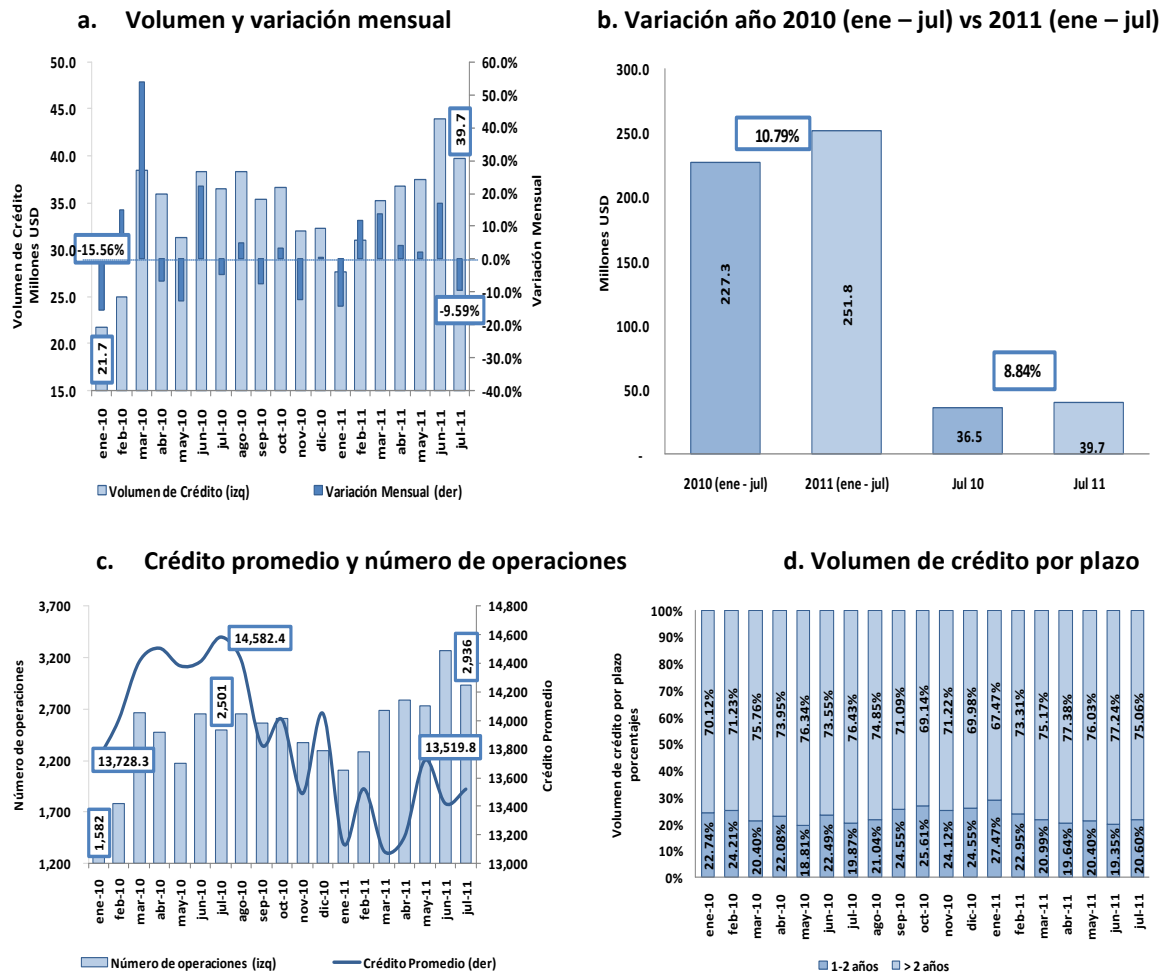 a. Volumen y variación mensual
50.0
45.0
40.0
35.0
30.0
25.0
20.0
15.0
Volumen de Crédito
Millones USD
60.0%
50.0%
40.0%
30.0%
20.0%
10.0%
0.0%
-10.0%
-20.0%
-30.0%
-40.0%
Variación Mensual
-15.56%
21.7
39.7
-9.59%
ene-10
feb-10
mar-10
abr-10
may-10
jun-10
jul-10
ago-10
sep-10
oct-10
nov-10
dic-10
ene-11
feb-11
mar-11
abr-11
may-11
jun-11
jul-11
Volumen de Crédito (izq)
Variación Mensual (der)
b. Variación año 2010 (ene – jul) vs 2011 (ene – jul)
300.0
250.0
200.0
150.0
100.0
50.0
-
Millones USD
10.79%
8.84%
227.3
251.8
36.5
39.7
2010 (ene - jul)
2011 (ene - jul)
Jul 10
Jul 11
c. Crédito promedio y número de operaciones
3,700
3,200
2,700
2,200
1,700
1,200
Número de operaciones
14,800
14,600
14,400
14,200
14,000
13,800
13,600
13,400
13,200
13,000
Crédito Promedio
14,582.4
2,936
2,501
13,728.3
13,519.8
1,582
ene-10
feb-10
mar-10
abr-10
may-10
jun-10
jul-10
ago-10
sep-10
oct-10
nov-10
dic-10
ene-11
feb-11
mar-11
abr-11
may-11
jun-11
jul-11
Número de operaciones (izq)
Crédito Promedio (der)
d. Volumen de crédito por plazo
100%
90%
80%
70%
60%
50%
40%
30%
20%
10%
0%
Volumen de crédito por plazo
porcentajes
70.12%
71.23%
75.76%
73.95%
76.34%
73.55%
76.43%
74.85%
71.09%
69.14%
71.22%
69.98%
67.47%
73.31%
75.17%
77.38%
76.03%
77.24%
75.06%
22.74%
24.21%
20.40%
22.08%
18.81%
22.49%
19.87%
21.04%
24.55%
25.61%
24.12%
24.55%
27.47%
22.95%
20.99%
19.64%
20.40%
19.35%
20.60%
ene-10
feb-10
mar-10
abr-10
may-10
jun-10
jul-10
ago-10
sep-10
oct-10
nov-10
dic-10
ene-11
feb-11
mar-11
abr-11
may-11
jun-11
jul-11
1-2 años
> 2 años